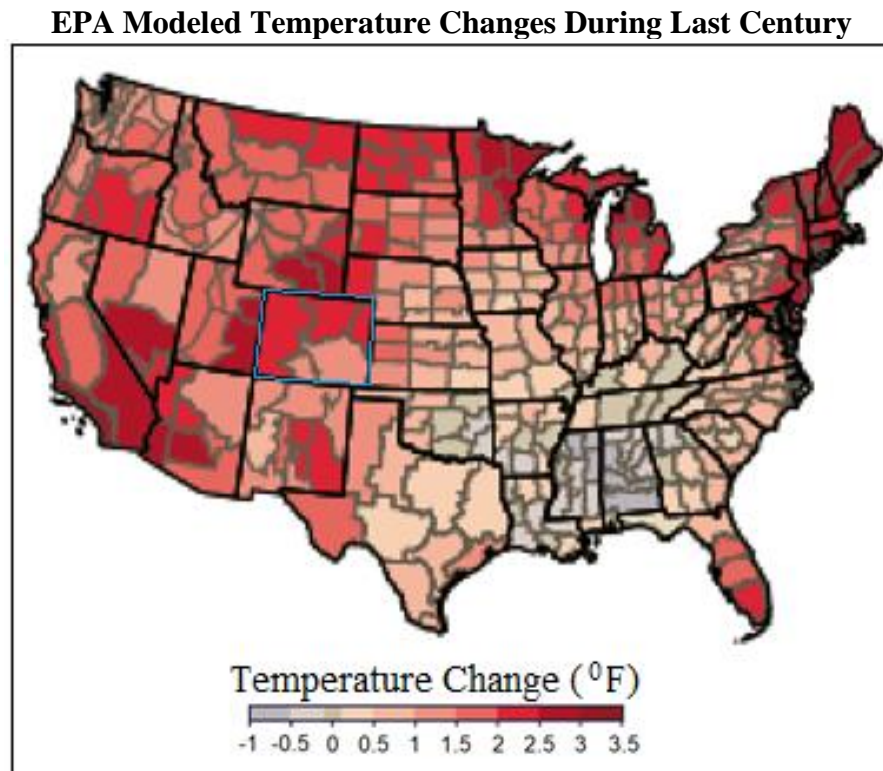 EPA Modeled Temperature Changes During Last Century
Temperature Change (⁰F)
-1 -0.5 0 0.5 1 1.5 2 2.5 3 3.5